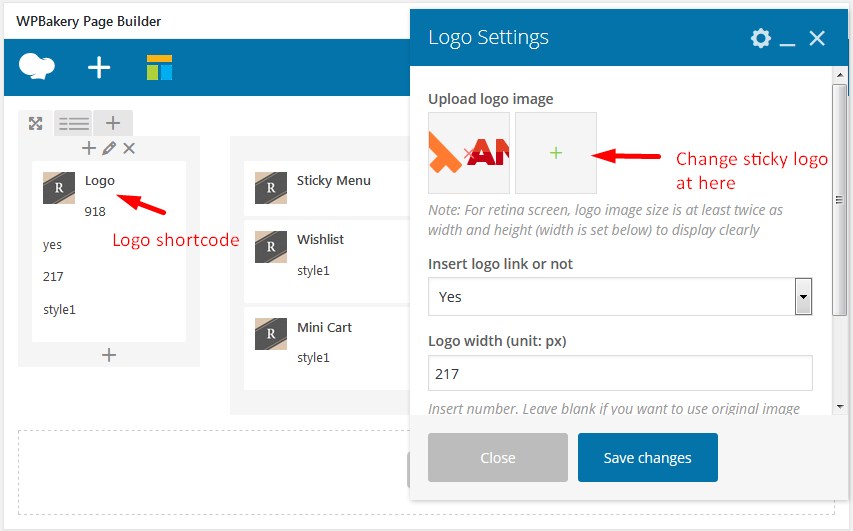 WPBakery Page Builder
Logo Settings
Upload logo image
AN
Change sticky logo
at here
Note: For retina screen, logo image size is at least twice as
width and height (width is set below) to display clearly
Insert logo link or not
Yes
Logo width (unit: px)
217
Insert number. Leave blank if you want to use original image
Close
Save changes
R
Logo
918
yes
217
style1
Logo shortcode
R
Sticky Menu
R
Wishlist
style1
R
Mini Cart
style1